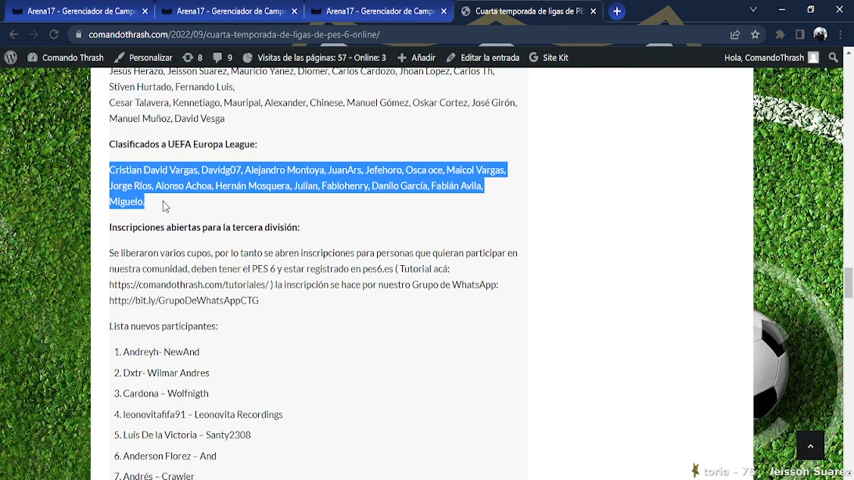 Arena17 - Gerenciador de Campe
Arena17 - Gerenciador de Campe
Arena17 - Gerenciador de Campe
Cuarta temporada de ligas de PES
comandothrash.com/2022/09/cuarta-temporada-de-ligas-de-pes-6-online/
Comando Thrash
Personalizar
8
9
Visitas de las páginas: 57 - Online: 3
Añadir
Editar la entrada
Site Kit
Hola, ComandoThrash
Jesús Herazo, Jeisson Suarez, Mauricio Yanez, Diomer, Carlos Cardozo, Jhoan Lopez, Carlos Th,
Stiven Hurtado, Fernando Luis,
Cesar Talavera, Kennetiago, Mauripal, Alexander, Chinese, Manuel Gómez, Oskar Cortez, José Girón,
Manuel Muñoz, David Vesga
Clasificados a UEFA Europa League:
Cristian David Vargas, Davidg07, Alejandro Montoya, JuanArs, Jefehoro, Osca oce, Maicol Vargas,
Jorge Rios, Alonso Achoa, Hernán Mosquera, Julian, Fabiohenry, Danilo García, Fabián Avila,
Miguelo.
Inscripciones abiertas para la tercera división:
Se liberaron varios cupos, por lo tanto se abren inscripciones para personas que quieran participar en
nuestra comunidad, deben tener el PES 6 y estar registrado en pes6.es ( Tutorial acá:
https://comandothrash.com/tutoriales/ ) la inscripción se hace por nuestro Grupo de WhatsApp:
http://bit.ly/GrupoDeWhatsAppCTG
Lista nuevos participantes:
1. Andreyh- NewAnd
2. Dxtr- Wilmar Andres
3. Cardona – Wolfnigth
4. leonovitafifa91 – Leonovita Recordings
5. Luis De la Victoria – Santy2308
6. Anderson Florez – And
7. Andrés – Crawler
toria - 73
Jeisson Suarez